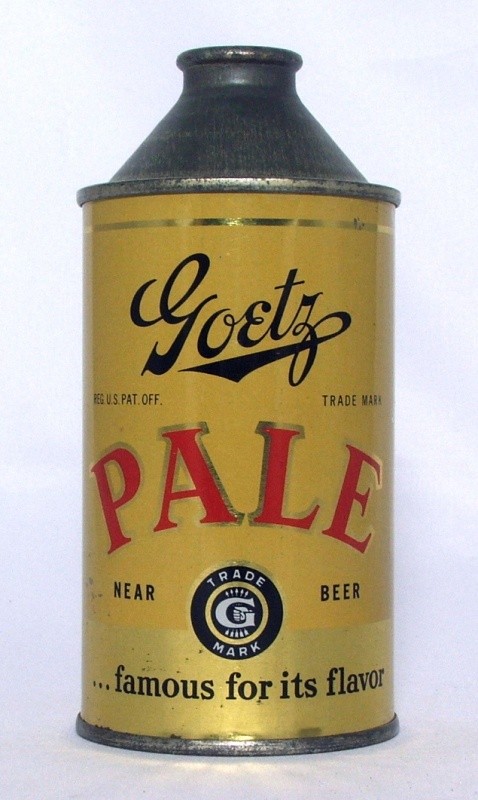 Goetz
REG. U.S. PAT. OFF. TRADE MARK
PALE
NEAR BEER
TRADE
G
MARK
...famous for its flavor